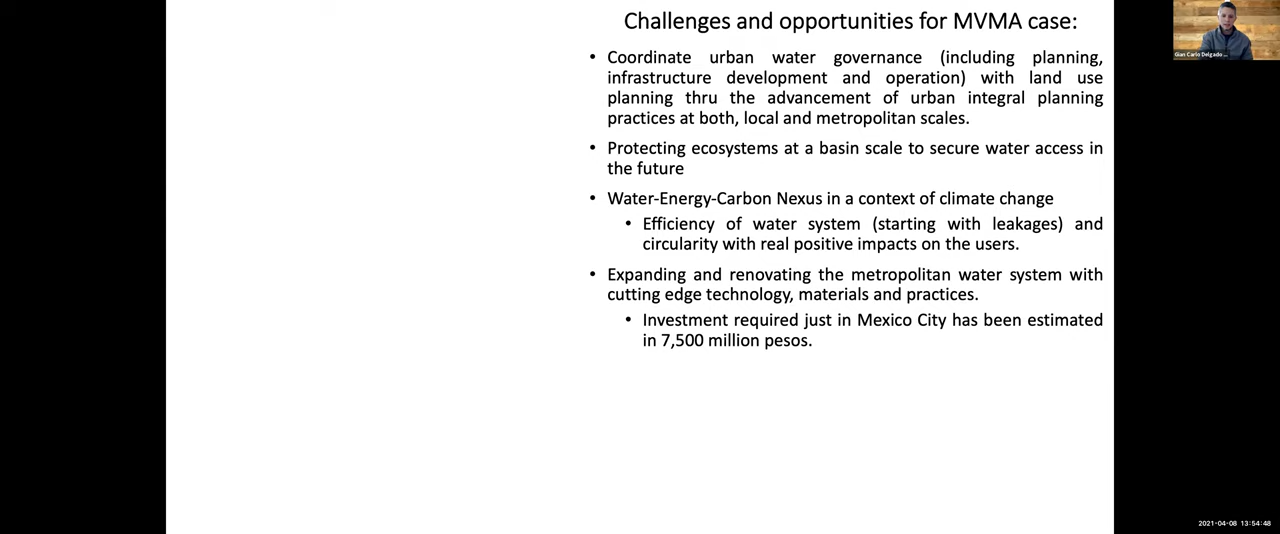 Challenges and opportunities for MVMA case:
• Coordinate urban water governance (including planning,
infrastructure development and operation) with land use
planning thru the advancement of urban integral planning
practices at both, local and metropolitan scales.
• Protecting ecosystems at a basin scale to secure water access in
the future
• Water-Energy-Carbon Nexus in a context of climate change
• Efficiency of water system (starting with leakages) and
circularity with real positive impacts on the users.
• Expanding and renovating the metropolitan water system with
cutting edge technology, materials and practices.
• Investment required just in Mexico City has been estimated
in 7,500 million pesos.
Gian Carlo Delgado ...
2021-04-08 13:54:48